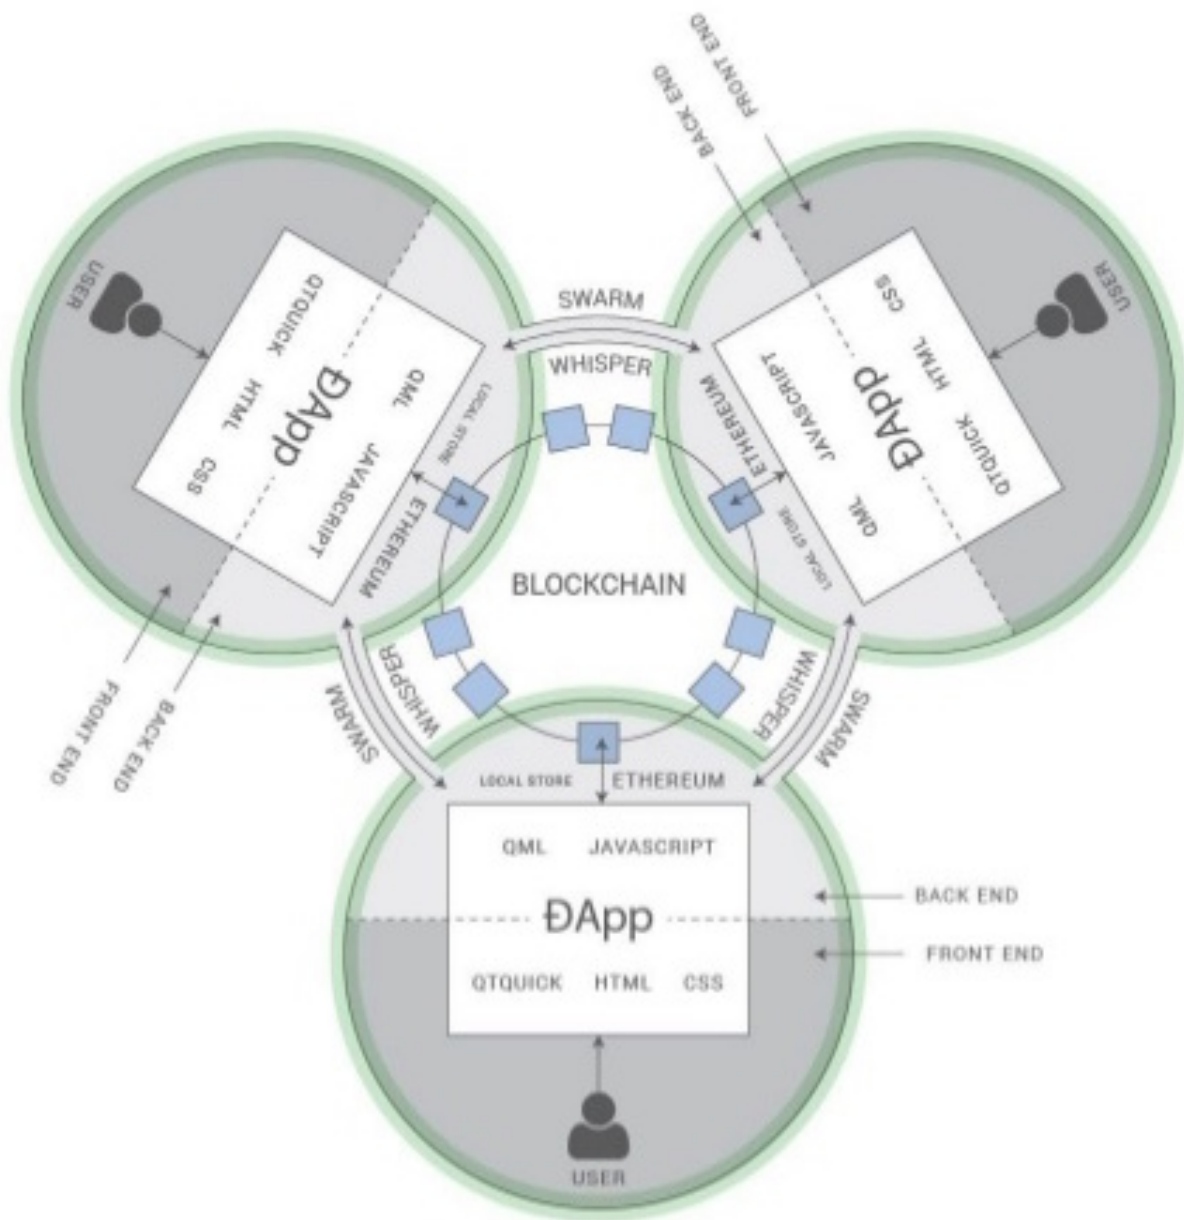 FRONT END
BACK END
USER
QTQUICK
HTML
CSS
ĐApp
QML
JAVASCRIPT
LOCAL STORE
ETHEREUM
FRONT END
BACK END
SWARM
WHISPER
USER
CSS
HTML
QTQUICK
ĐApp
JAVASCRIPT
QML
ETHEREUM
LOCAL STORE
BLOCKCHAIN
WHISPER
SWARM
WHISPER
SWARM
LOCAL STORE ETHEREUM
QML JAVASCRIPT
BACK END
ĐApp
FRONT END
QTQUICK HTML CSS
USER